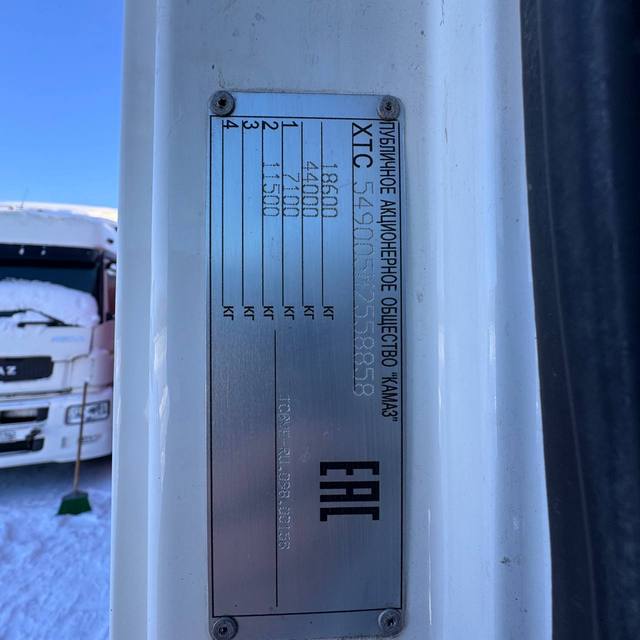 ПУБЛИЧНОЕ АКЦИОНЕРНОЕ ОБЩЕСТВО "КАМАЗ"
XTC
18600 кг
44000 кг
1 7100 кг
2 11500 кг
3 кг
4 кг
EAC